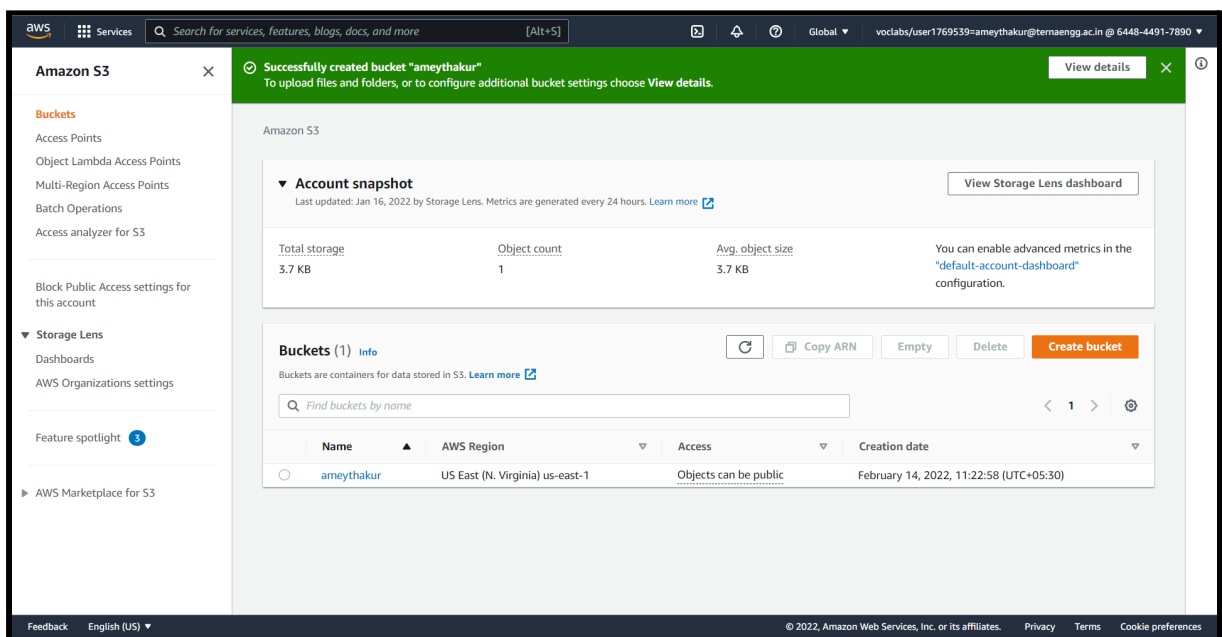 aws
Services
Search for services, features, blogs, docs, and more [Alt+S]
Global ▼
voclabs/user1769539=ameythakur@ternaengg.ac.in @ 6448-4491-7890 ▼
Amazon S3
Buckets
Access Points
Object Lambda Access Points
Multi-Region Access Points
Batch Operations
Access analyzer for S3
Block Public Access settings for
this account
Storage Lens
Dashboards
AWS Organizations settings
Feature spotlight 3
AWS Marketplace for S3
Successfully created bucket "ameythakur"
To upload files and folders, or to configure additional bucket settings choose View details.
View details
Amazon S3
Account snapshot
Last updated: Jan 16, 2022 by Storage Lens. Metrics are generated every 24 hours. Learn more
View Storage Lens dashboard
Total storage
3.7 KB
Object count
1
Avg. object size
3.7 KB
You can enable advanced metrics in the
"default-account-dashboard"
configuration.
Buckets (1) Info
Buckets are containers for data stored in S3. Learn more
Copy ARN
Empty
Delete
Create bucket
Find buckets by name
1
Name AWS Region Access Creation date
ameythakur US East (N. Virginia) us-east-1 Objects can be public February 14, 2022, 11:22:58 (UTC+05:30)
Feedback English (US) ▼ © 2022, Amazon Web Services, Inc. or its affiliates. Privacy Terms Cookie preferences